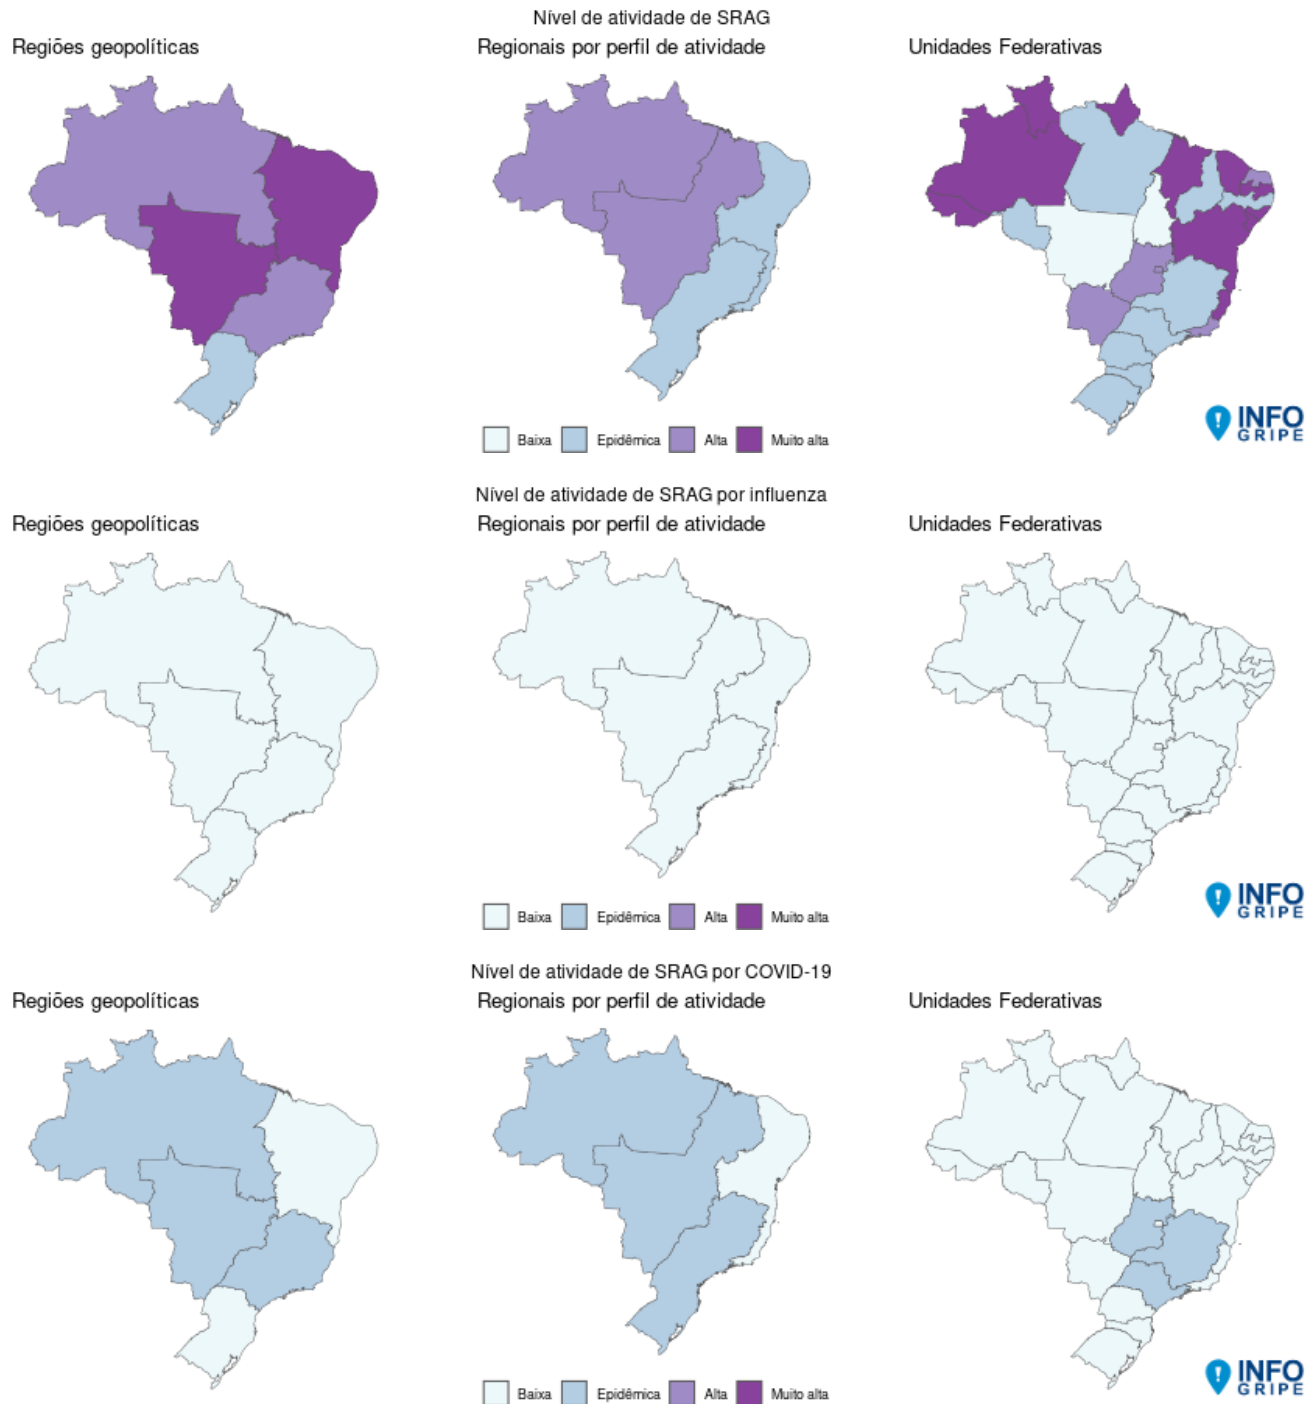 Nível de atividade de SRAG
Regiões geopolíticas
Regionais por perfil de atividade
Unidades Federativas
INFO
GRIPE
Baixa Epidêmica Alta Muito alta
Nível de atividade de SRAG por influenza
Regiões geopolíticas
Regionais por perfil de atividade
Unidades Federativas
INFO
GRIPE
Baixa Epidêmica Alta Muito alta
Nível de atividade de SRAG por COVID-19
Regiões geopolíticas
Regionais por perfil de atividade
Unidades Federativas
INFO
GRIPE
Baixa Epidêmica Alta Muito alta